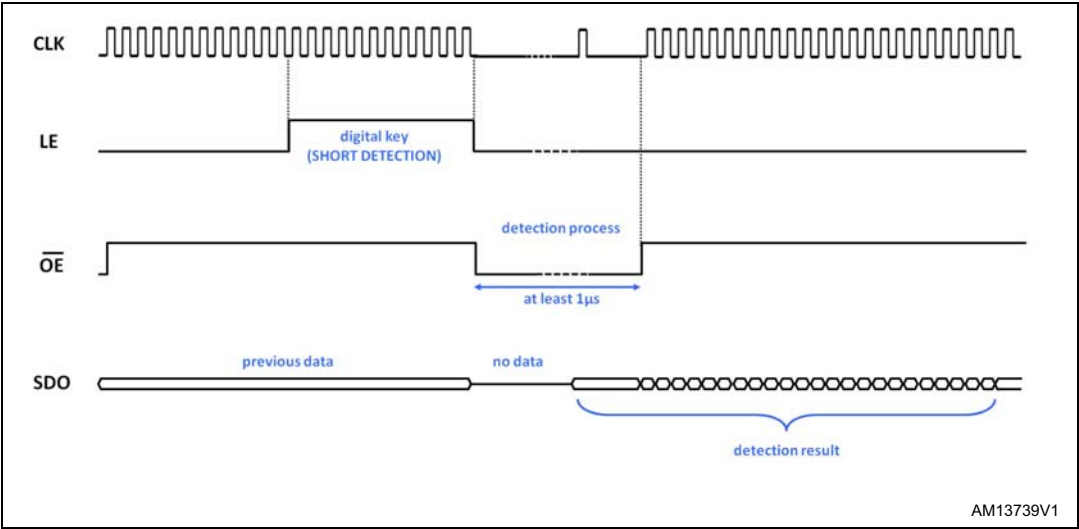 CLK
LE
digital key
(SHORT DETECTION)
detection process
OE
at least 1µs
previous data
no data
SDO
detection result
AM13739V1